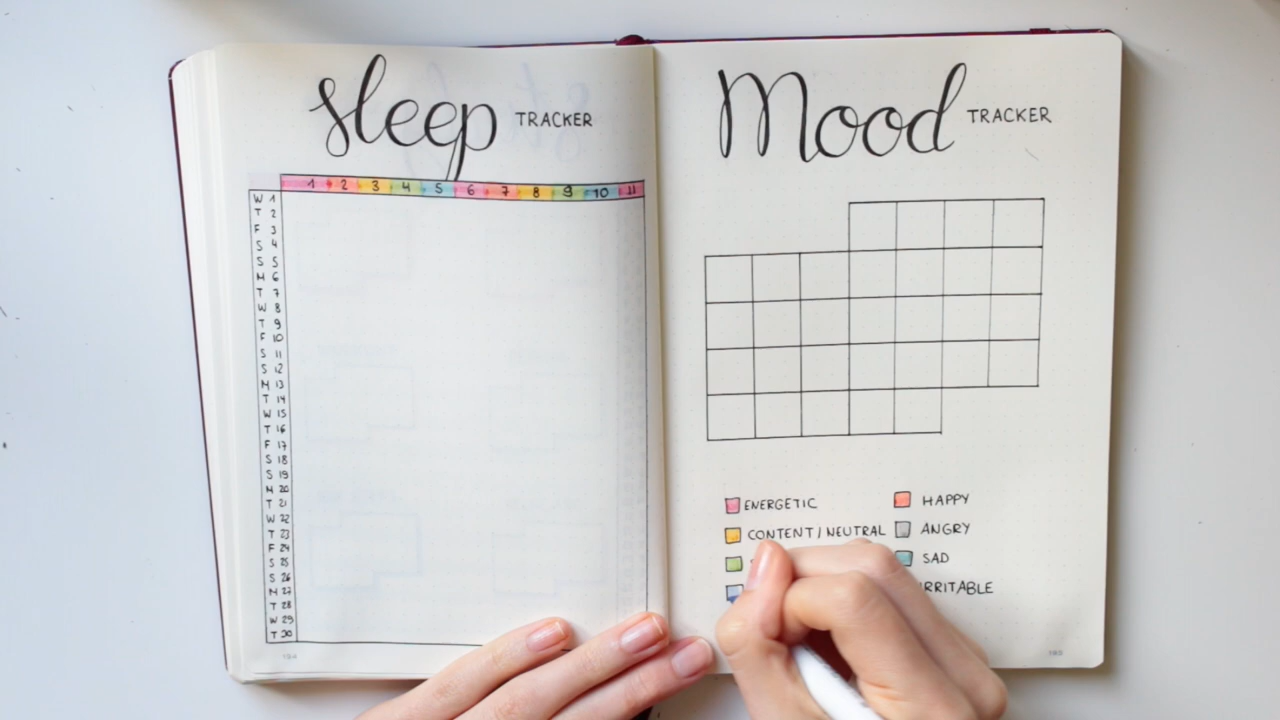 sleep TRACKER
1 2 3 4 5 6 7 8 9 10 11
W 1
T 2
F 3
S 4
S 5
M 6
T 7
W 8
T 9
F 10
S 11
S 12
M 13
T 14
W 15
T 16
F 17
S 18
S 19
M 20
T 21
W 22
T 23
F 24
S 25
S 26
M 27
T 28
W 29
T 30
194
Mood TRACKER
ENERGETIC HAPPY
CONTENT / NEUTRAL ANGRY
SAD
IRRITABLE